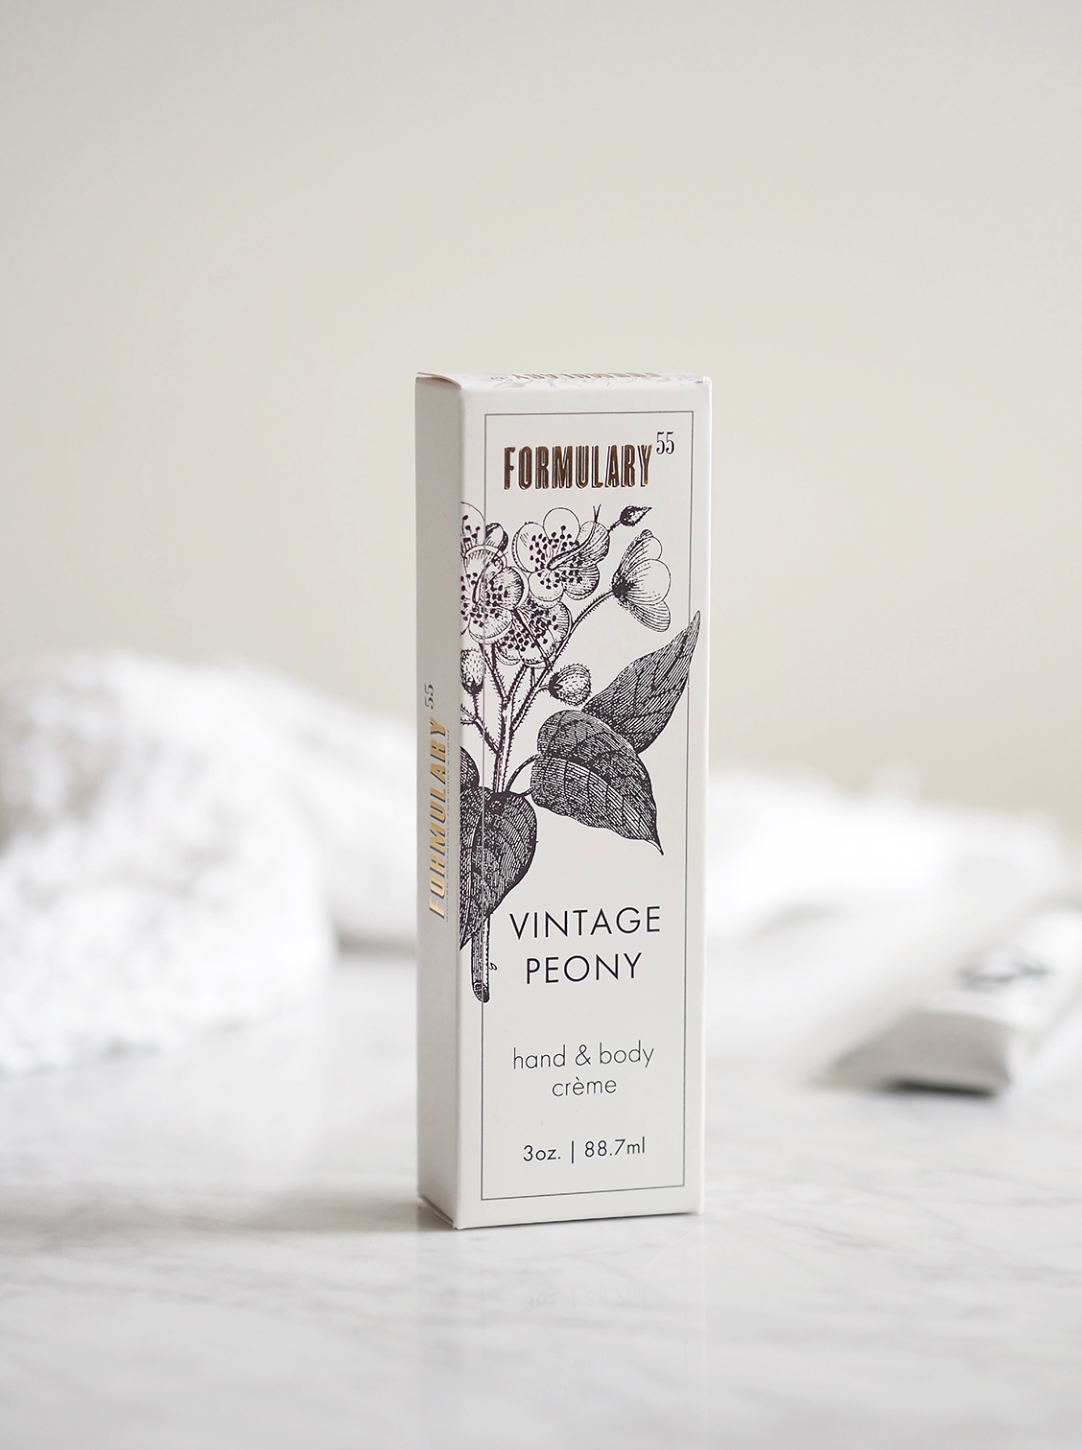 FORMULARY 55
VINTAGE
PEONY
hand & body
crème
3oz. | 88.7ml
FORMULARY 55